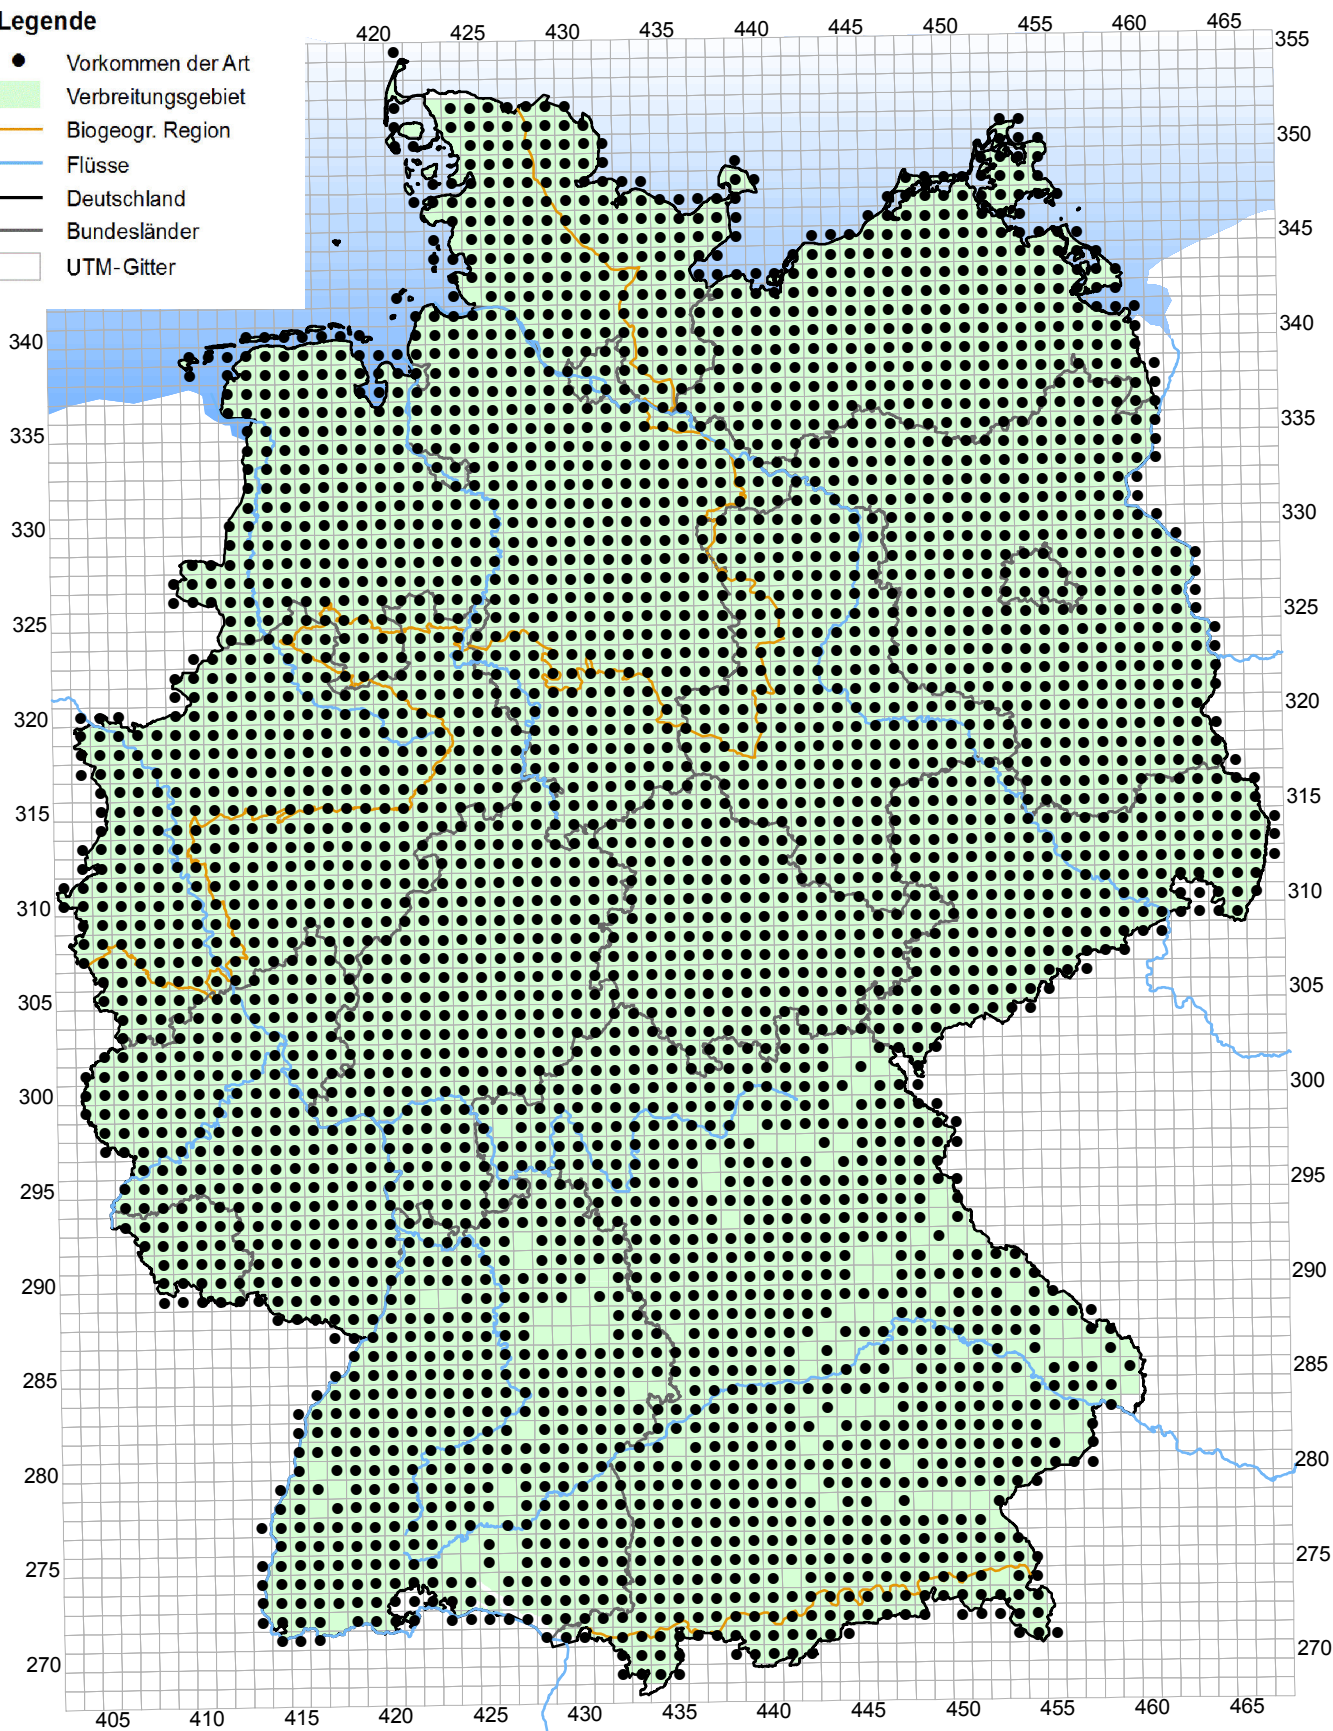 Legende
Vorkommen der Art
Verbreitungsgebiet
Biogeogr. Region
Flüsse
Deutschland
Bundesländer
UTM-Gitter
420 425 430 435 440 445 450 455 460 465
355
350
345
340 340
335 335
330 330
325 325
320 320
315 315
310 310
305 305
300 300
295 295
290 290
285 285
280 280
275 275
270 270
405 410 415 420 425 430 435 440 445 450 455 460 465